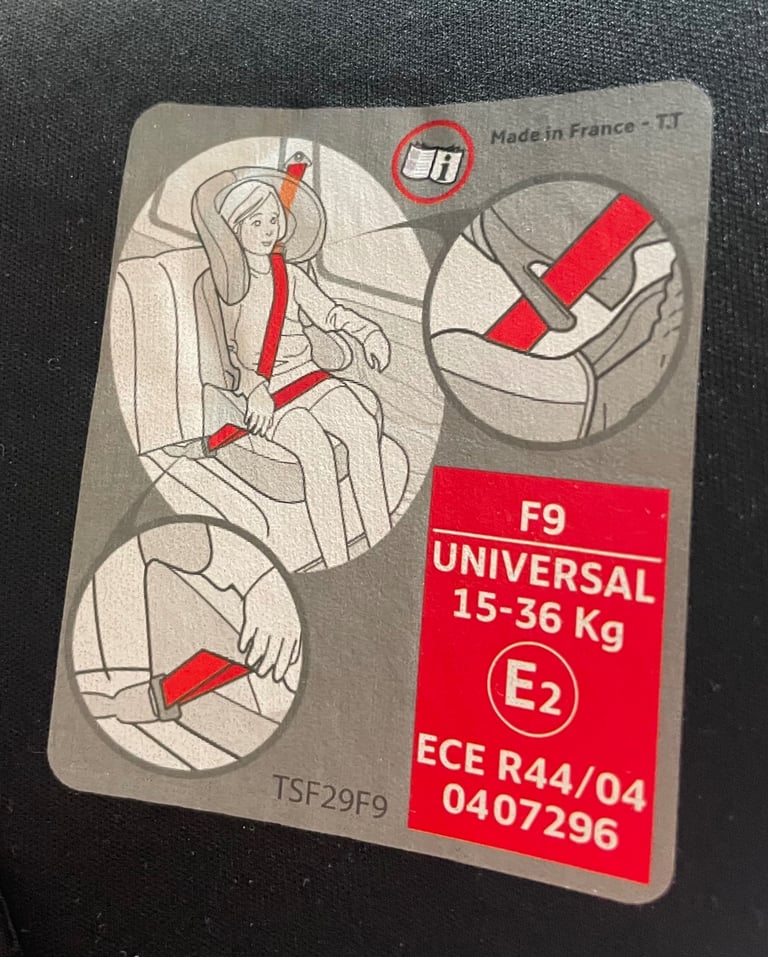 Made in France - T.T
i
F9
UNIVERSAL
15-36 Kg
E2
ECE R44/04
0407296
TSF29F9